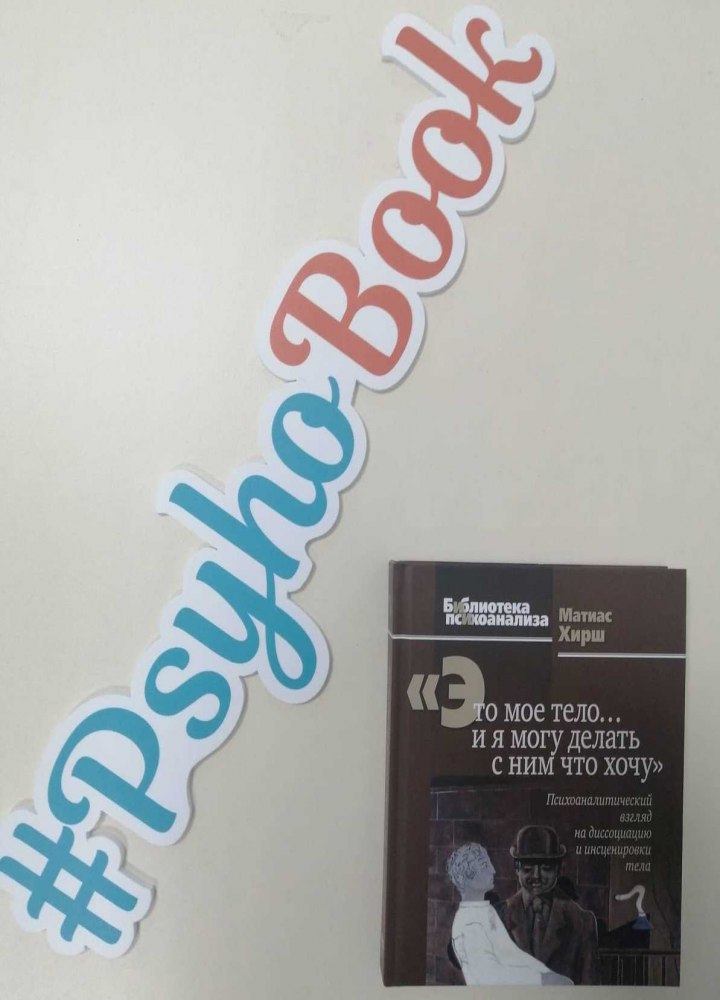 #PsyhoBook
Библиотека
психоанализа
Матиас
Хирш
«Это мое тело...
и я могу делать
с ним что хочу»
Психоаналитический
взгляд
на диссоциацию
и инсценировки
тела